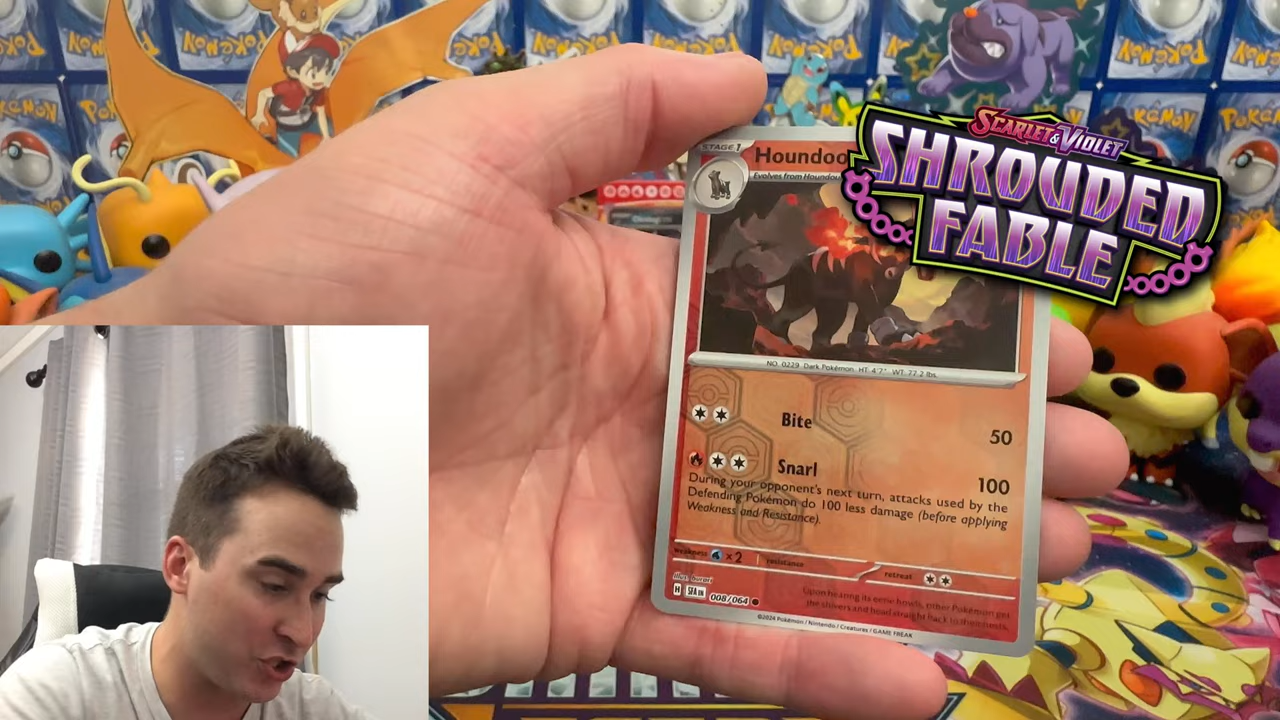 SCARLET & VIOLET
SHROUDED
FABLE
STAGE 1
Houndoo
Evolves from Houndou
NO. 0229 Dark Pokémon HT: 4'7" WT: 77.2 lbs.
Bite
50
Snarl
100
During your opponent's next turn, attacks used by the
Defending Pokémon do 100 less damage (before applying
Weakness and Resistance).
weakness x2 resistance retreat
H SFA EN 008/064
Upon hearing its eerie howls, other Pokémon get
the shivers and head straight back to their nests.
©2024 Pokémon / Nintendo / Creatures / GAME FREAK
Pokémon